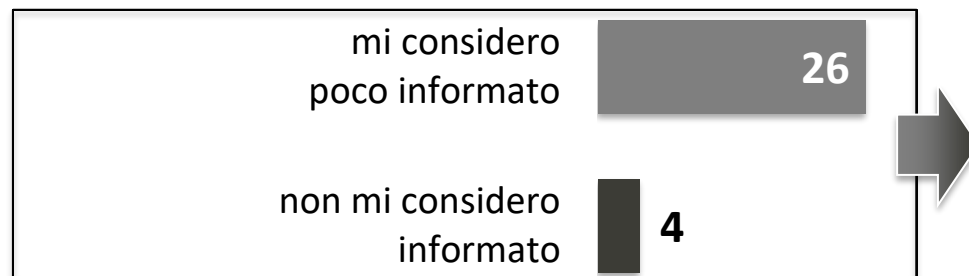 mi considero
poco informato
26
non mi considero
informato
4